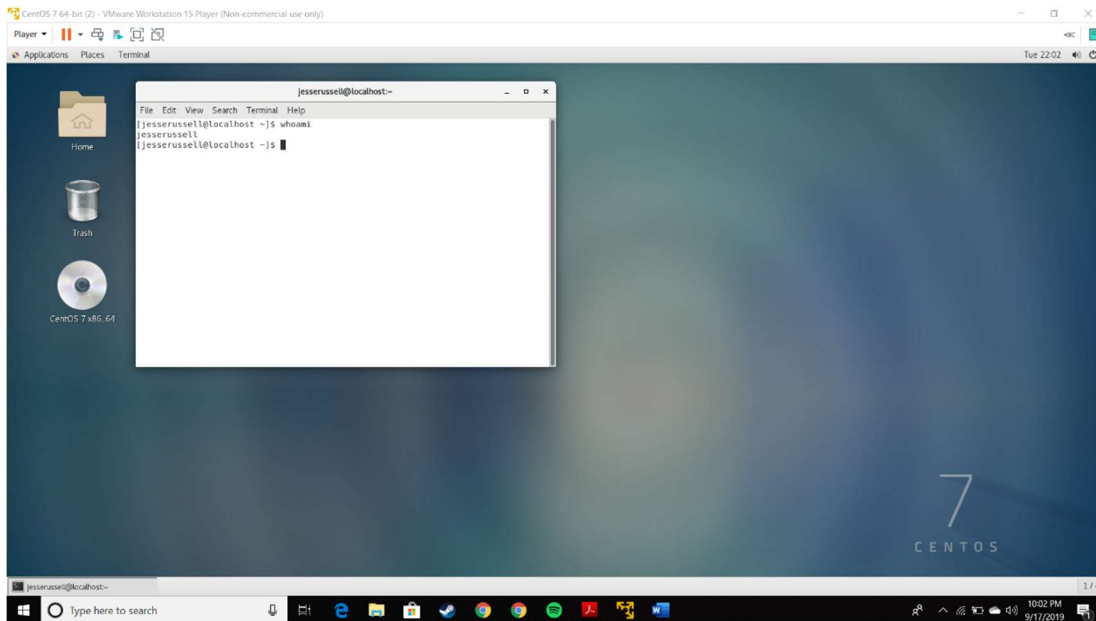 CentOS 7 64-bit (2) - VMware Workstation 15 Player (Non-commercial use only)
Player
Applications Places Terminal
Tue 22:02
jesserussell@localhost:~
File Edit View Search Terminal Help
[jesserussell@localhost ~]$ whoami
jesserussell
[jesserussell@localhost ~]$
Home
Trash
CentOS 7 x86_64
7
CENTOS
jesserussell@localhost:~
Type here to search
10:02 PM
9/17/2019